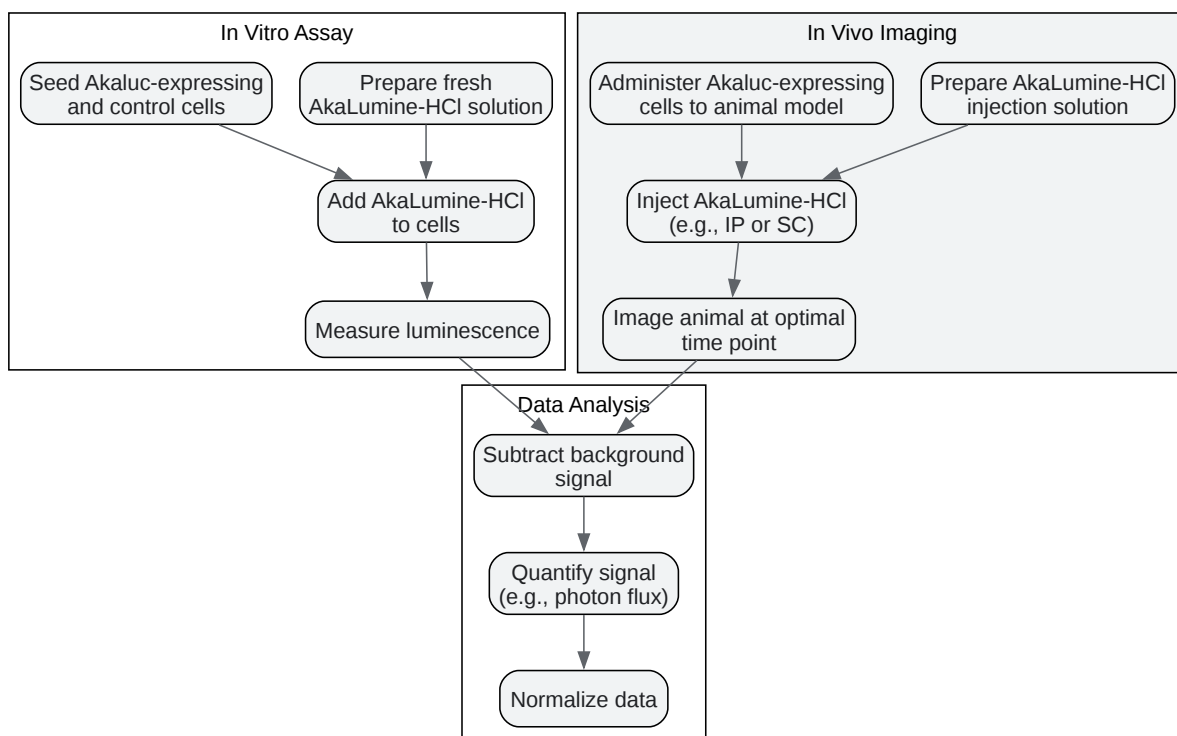 In Vitro Assay
Seed Akaluc-expressing
and control cells
Prepare fresh
AkaLumine-HCl solution
Add AkaLumine-HCl
to cells
Measure luminescence
In Vivo Imaging
Administer Akaluc-expressing
cells to animal model
Prepare AkaLumine-HCl
injection solution
Inject AkaLumine-HCl
(e.g., IP or SC)
Image animal at optimal
time point
Data Analysis
Subtract background
signal
Quantify signal
(e.g., photon flux)
Normalize data